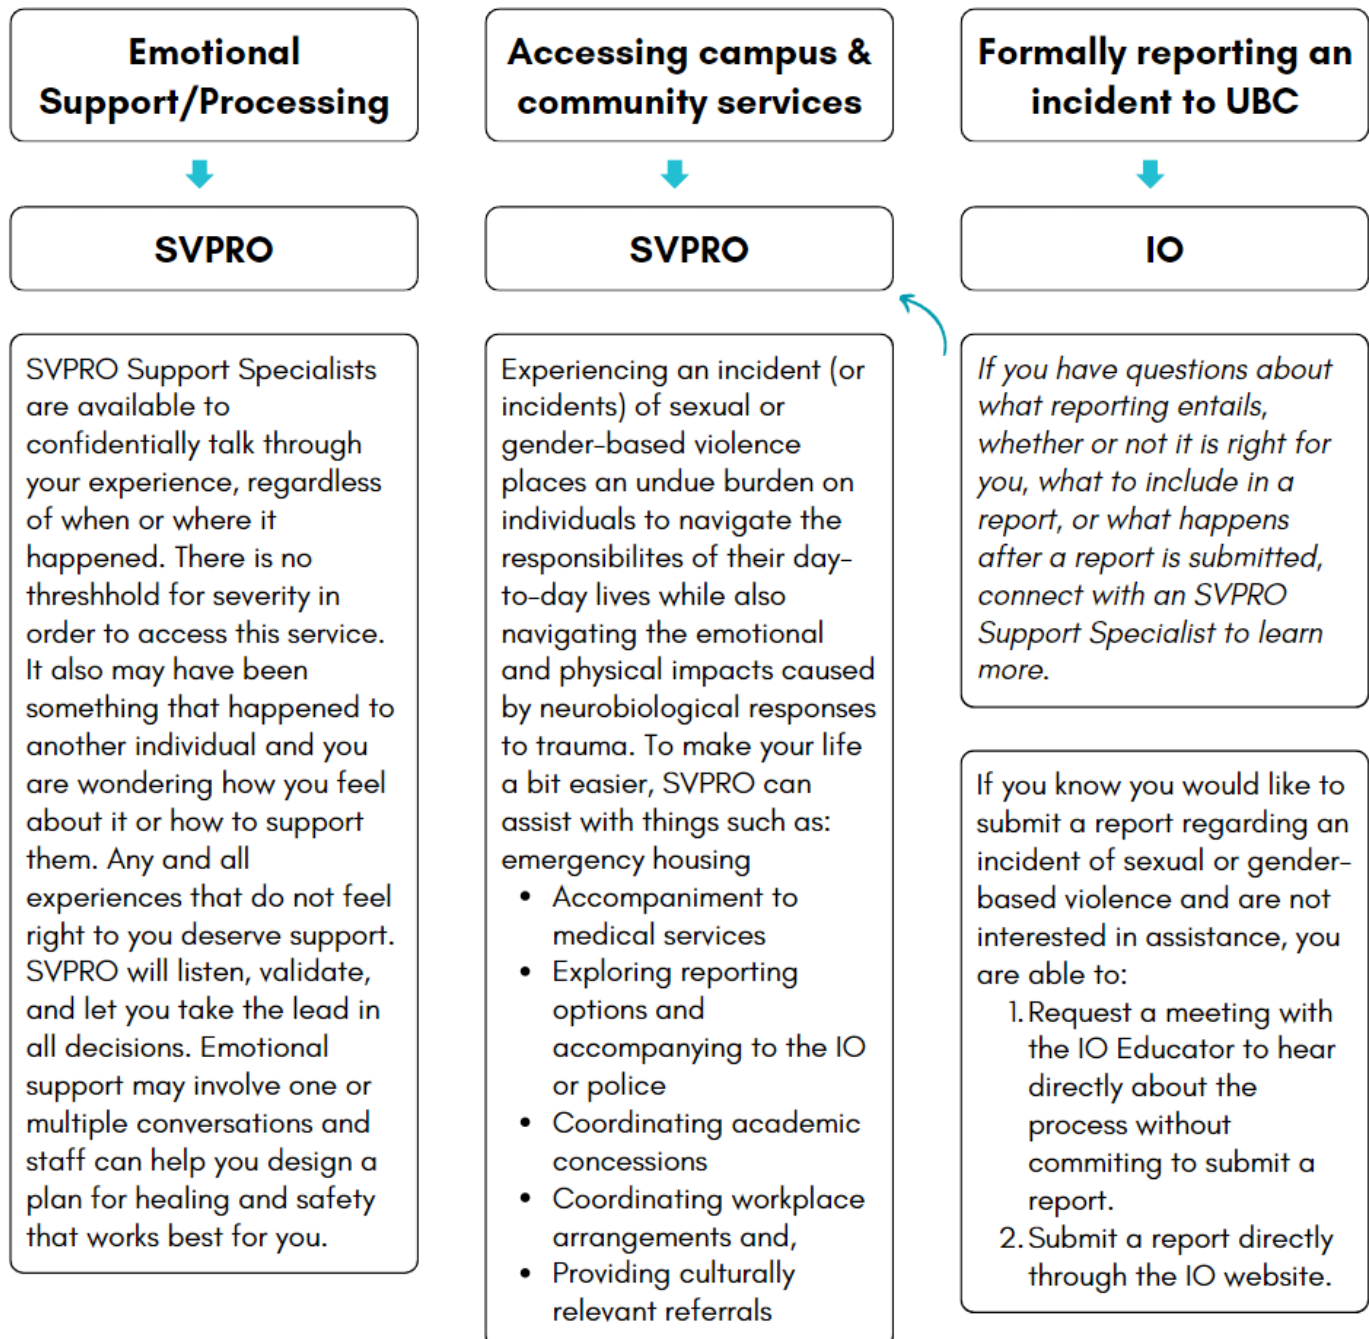 Emotional
Support/Processing
SVPRO
SVPRO Support Specialists
are available to
confidentially talk through
your experience, regardless
of when or where it
happened. There is no
threshhold for severity in
order to access this service.
It also may have been
something that happened to
another individual and you
are wondering how you feel
about it or how to support
them. Any and all
experiences that do not feel
right to you deserve support.
SVPRO will listen, validate,
and let you take the lead in
all decisions. Emotional
support may involve one or
multiple conversations and
staff can help you design a
plan for healing and safety
that works best for you.
Accessing campus &
community services
SVPRO
Experiencing an incident (or
incidents) of sexual or
gender-based violence
places an undue burden on
individuals to navigate the
responsibilites of their day-
to-day lives while also
navigating the emotional
and physical impacts caused
by neurobiological responses
to trauma. To make your life
a bit easier, SVPRO can
assist with things such as:
emergency housing
• Accompaniment to
medical services
• Exploring reporting
options and
accompanying to the IO
or police
• Coordinating academic
concessions
• Coordinating workplace
arrangements and,
• Providing culturally
relevant referrals
Formally reporting an
incident to UBC
IO
If you have questions about
what reporting entails,
whether or not it is right for
you, what to include in a
report, or what happens
after a report is submitted,
connect with an SVPRO
Support Specialist to learn
more.
If you know you would like to
submit a report regarding an
incident of sexual or gender-
based violence and are not
interested in assistance, you
are able to:
1. Request a meeting with
the IO Educator to hear
directly about the
process without
commiting to submit a
report.
2. Submit a report directly
through the IO website.